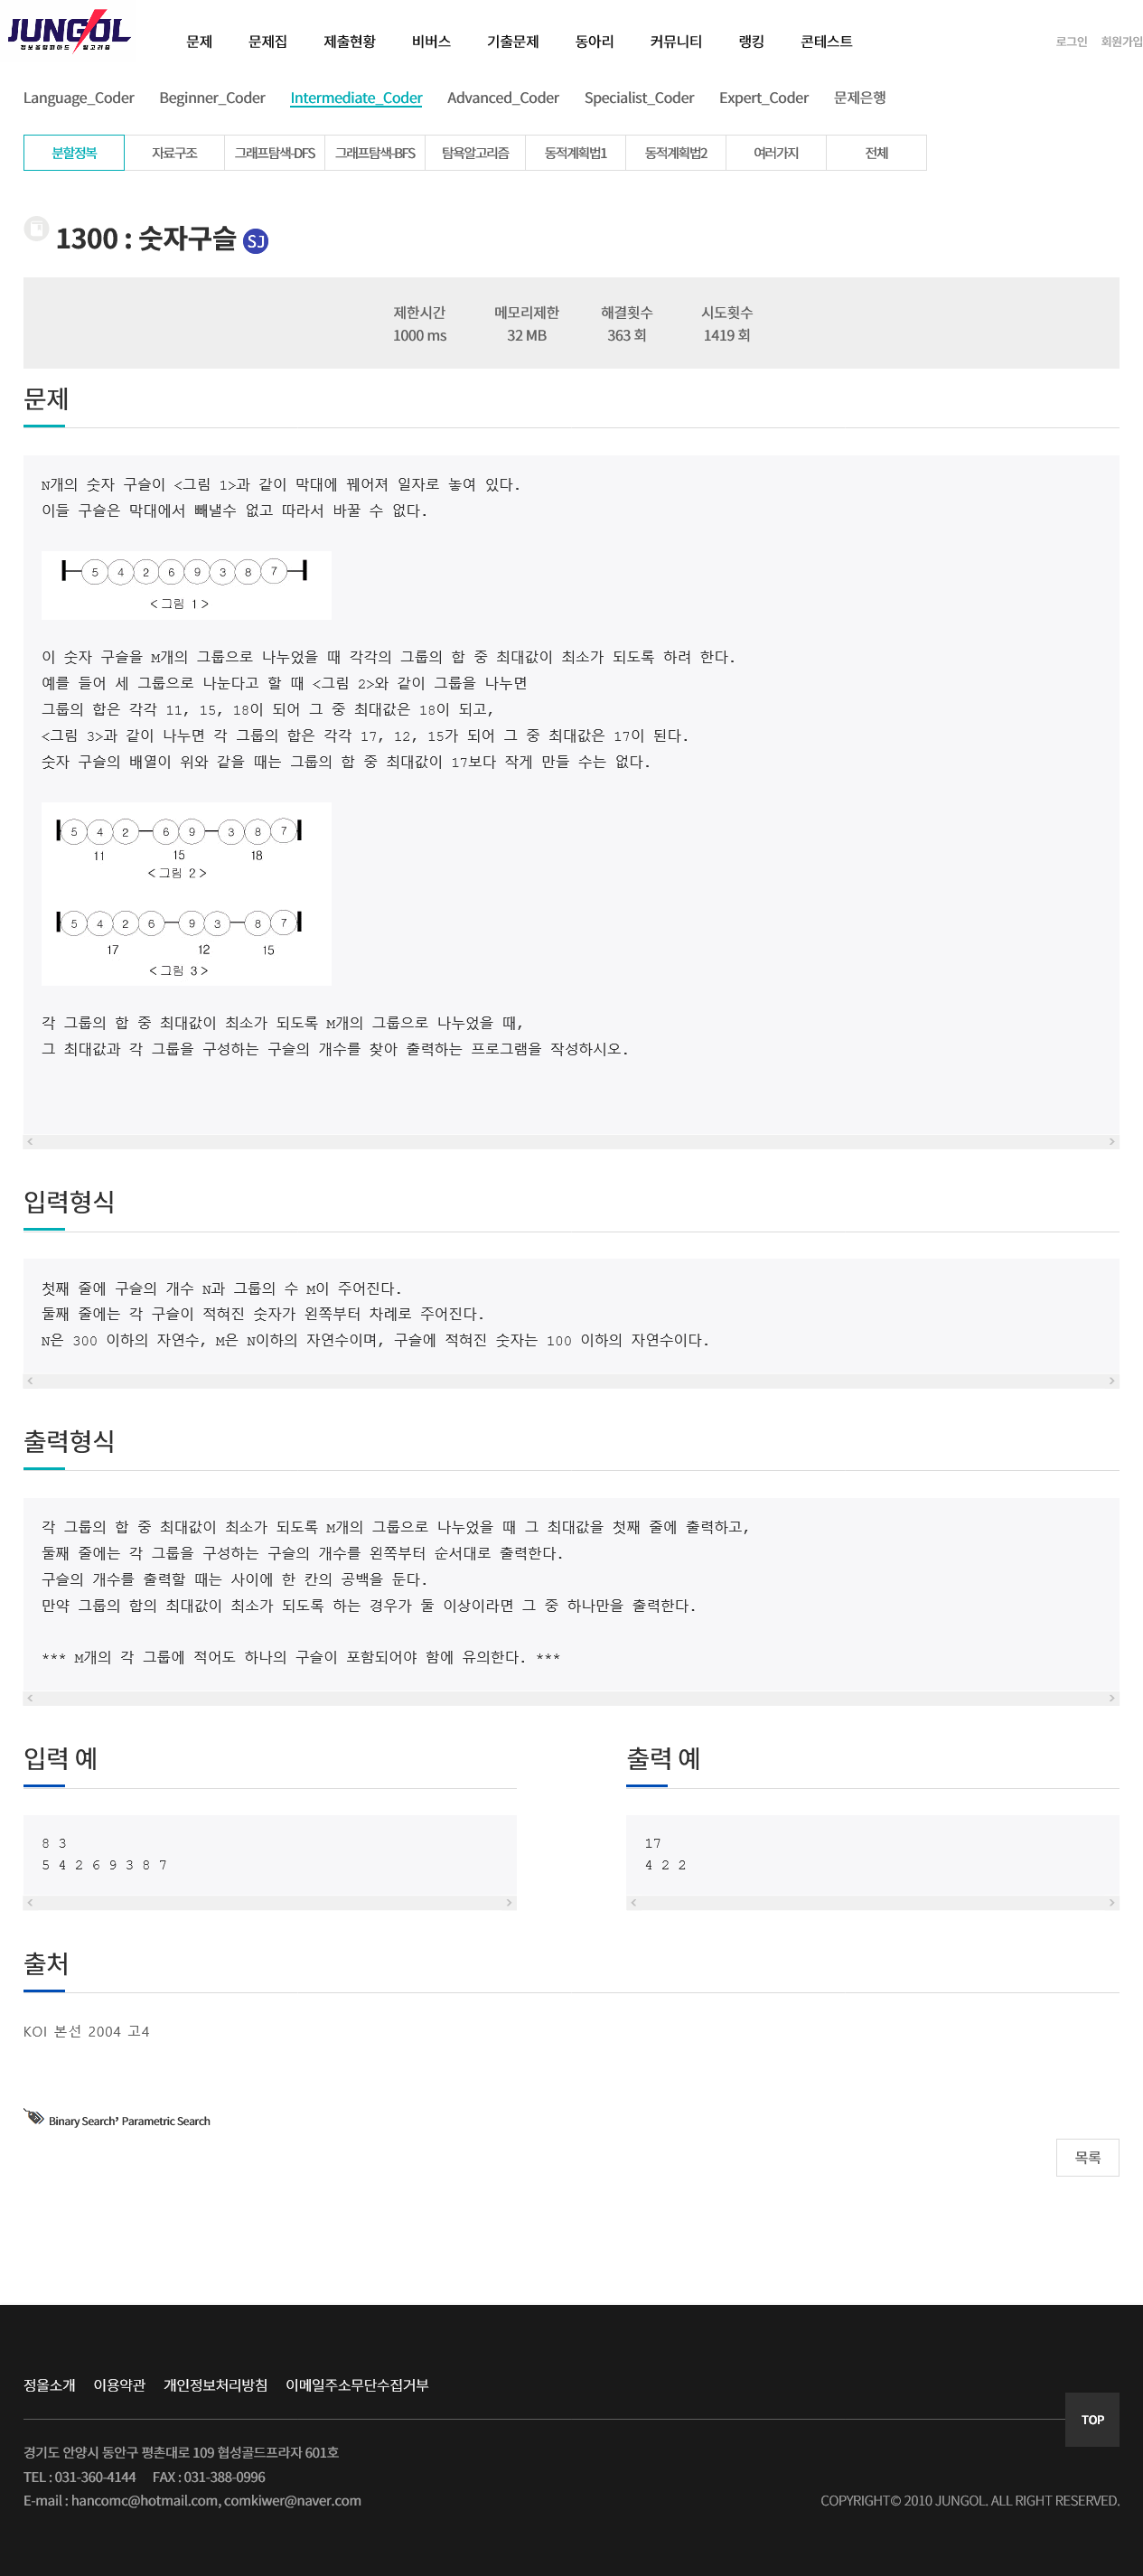 JUNGOL
정보올림피아드 알고리즘
문제 문제집 제출현황 비버스 기출문제 동아리 커뮤니티 랭킹 콘테스트 로그인 회원가입
Language_Coder Beginner_Coder Intermediate_Coder Advanced_Coder Specialist_Coder Expert_Coder 문제은행
분할정복 자료구조 그래프탐색-DFS 그래프탐색-BFS 탐욕알고리즘 동적계획법1 동적계획법2 여러가지 전체
1300 : 숫자구슬 SJ
제한시간 메모리제한 해결횟수 시도횟수
1000 ms 32 MB 363 회 1419 회
문제
N개의 숫자 구슬이 <그림 1>과 같이 막대에 꿰어져 일자로 놓여 있다.
이들 구슬은 막대에서 빼낼수 없고 따라서 바꿀 수 없다.
5 4 2 6 9 3 8 7
< 그림 1 >
이 숫자 구슬을 M개의 그룹으로 나누었을 때 각각의 그룹의 합 중 최대값이 최소가 되도록 하려 한다.
예를 들어 세 그룹으로 나눈다고 할 때 <그림 2>와 같이 그룹을 나누면
그룹의 합은 각각 11, 15, 18이 되어 그 중 최대값은 18이 되고,
<그림 3>과 같이 나누면 각 그룹의 합은 각각 17, 12, 15가 되어 그 중 최대값은 17이 된다.
숫자 구슬의 배열이 위와 같을 때는 그룹의 합 중 최대값이 17보다 작게 만들 수는 없다.
5 4 2 6 9 3 8 7
11 15 18
< 그림 2 >
5 4 2 6 9 3 8 7
17 12 15
< 그림 3 >
각 그룹의 합 중 최대값이 최소가 되도록 M개의 그룹으로 나누었을 때,
그 최대값과 각 그룹을 구성하는 구슬의 개수를 찾아 출력하는 프로그램을 작성하시오.
입력형식
첫째 줄에 구슬의 개수 N과 그룹의 수 M이 주어진다.
둘째 줄에는 각 구슬이 적혀진 숫자가 왼쪽부터 차례로 주어진다.
N은 300 이하의 자연수, M은 N이하의 자연수이며, 구슬에 적혀진 숫자는 100 이하의 자연수이다.
출력형식
각 그룹의 합 중 최대값이 최소가 되도록 M개의 그룹으로 나누었을 때 그 최대값을 첫째 줄에 출력하고,
둘째 줄에는 각 그룹을 구성하는 구슬의 개수를 왼쪽부터 순서대로 출력한다.
구슬의 개수를 출력할 때는 사이에 한 칸의 공백을 둔다.
만약 그룹의 합의 최대값이 최소가 되도록 하는 경우가 둘 이상이라면 그 중 하나만을 출력한다.
*** M개의 각 그룹에 적어도 하나의 구슬이 포함되어야 함에 유의한다. ***
입력 예
8 3
5 4 2 6 9 3 8 7
출력 예
17
4 2 2
출처
KOI 본선 2004 고4
Binary Search, Parametric Search
목록
정올소개 이용약관 개인정보처리방침 이메일주소무단수집거부
TOP
경기도 안양시 동안구 평촌대로 109 협성골드프라자 601호
TEL : 031-360-4144 FAX : 031-388-0996
E-mail : hancomc@hotmail.com, comkiwer@naver.com COPYRIGHT© 2010 JUNGOL. ALL RIGHT RESERVED.